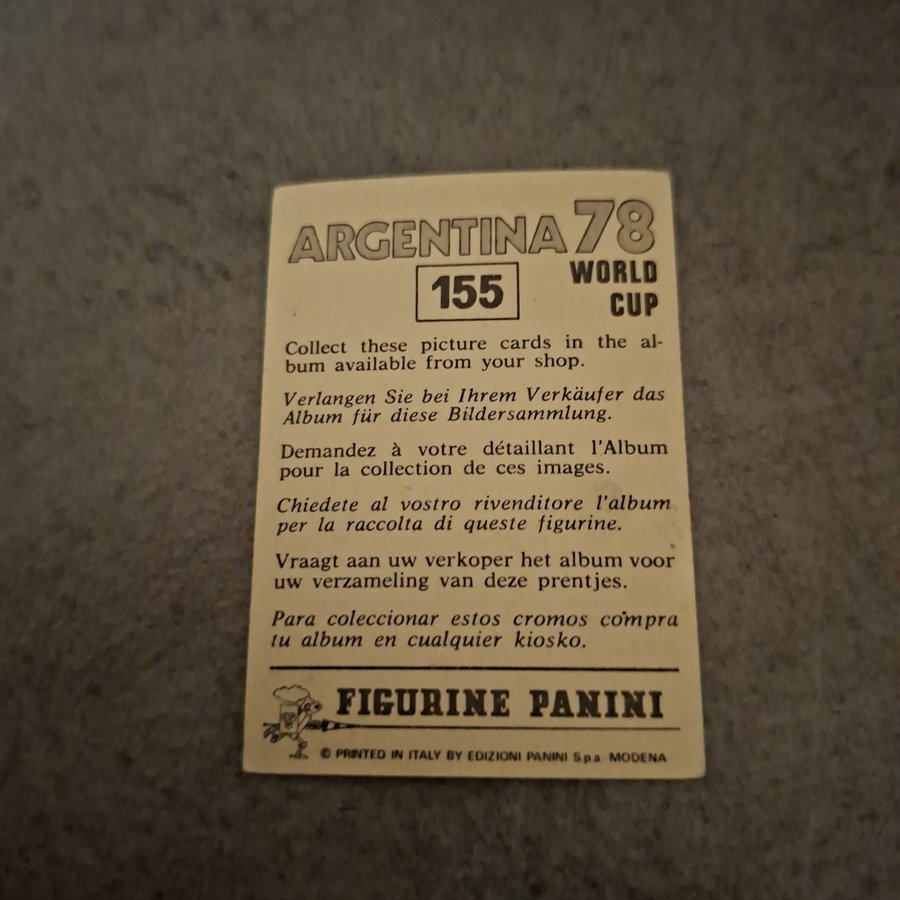 ARGENTINA 78
155
WORLD
CUP
Collect these picture cards in the al-
bum available from your shop.
Verlangen Sie bei Ihrem Verkäufer das
Album für diese Bildersammlung.
Demandez à votre détaillant l'Album
pour la collection de ces images.
Chiedete al vostro rivenditore l'album
per la raccolta di queste figurine.
Vraagt aan uw verkoper het album voor
uw verzameling van deze prentjes.
Para coleccionar estos cromos compra
tu album en cualquier kiosko.
FIGURINE PANINI
© PRINTED IN ITALY BY EDIZIONI PANINI S.p.a. MODENA